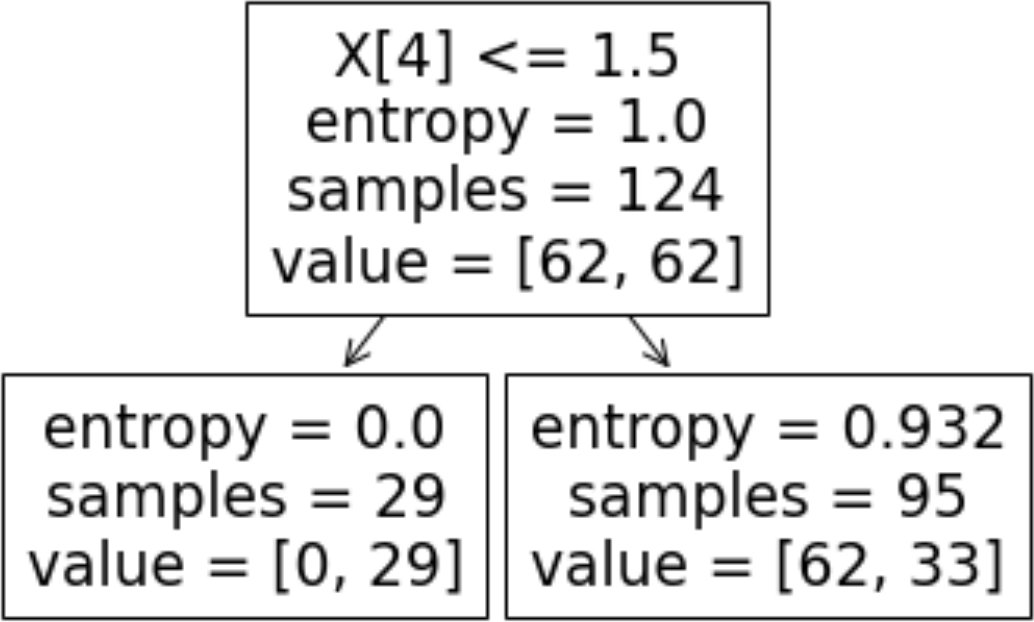 X[4] <= 1.5
entropy = 1.0
samples = 124
value = [62, 62]
entropy = 0.0
samples = 29
value = [0, 29]
entropy = 0.932
samples = 95
value = [62, 33]